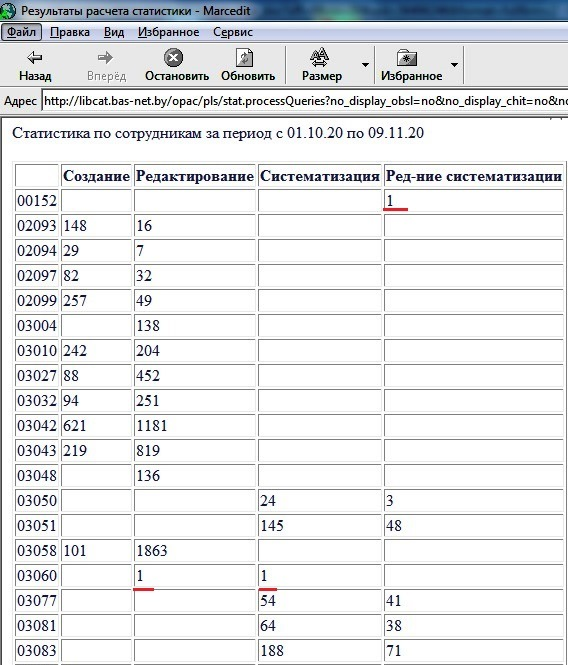 Результаты расчета статистики - Marcedit
Файл Правка Вид Избранное Сервис
Назад Вперёд Остановить Обновить Размер Избранное
Адрес http://libcat.bas-net.by/opac/pls/stat.processQueries?no_display_obsl=no&no_display_chit=no&n
Статистика по сотрудникам за период с 01.10.20 по 09.11.20
Создание Редактирование Систематизация Ред-ние систематизации
00152 1
02093 148 16
02094 29 7
02097 82 32
02099 257 49
03004 138
03010 242 204
03027 88 452
03032 94 251
03042 621 1181
03043 219 819
03048 136
03050 24 3
03051 145 48
03058 101 1863
03060 1 1
03077 54 41
03081 64 38
03083 188 71